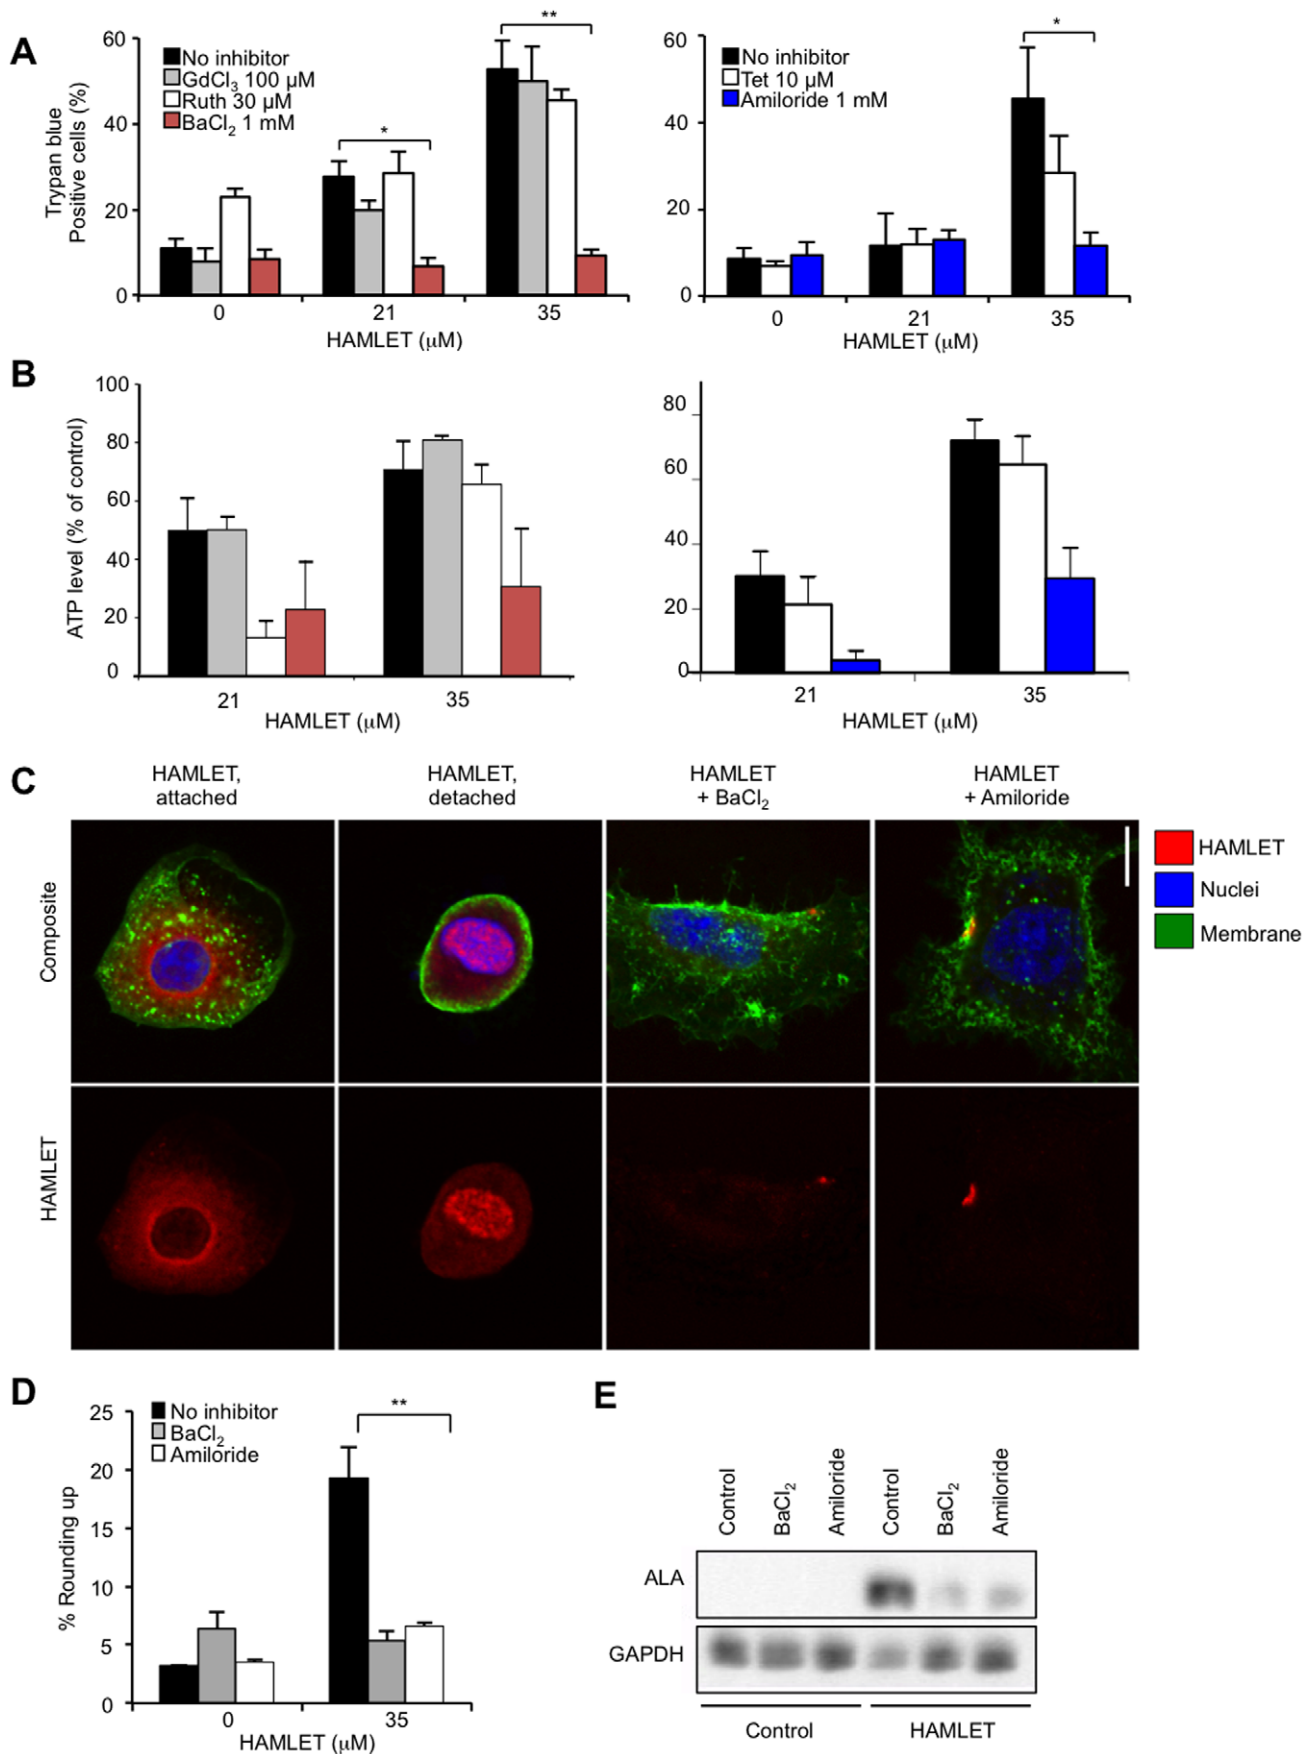 A
Trypan blue
Positive cells (%)
60
40
20
0
No inhibitor
GdCl₃ 100 μM
Ruth 30 μM
BaCl₂ 1 mM
*
**
0 21 35
HAMLET (μM)
60
40
20
0
No inhibitor
Tet 10 μM
Amiloride 1 mM
*
0 21 35
HAMLET (μM)
B
ATP level (% of control)
100
80
60
40
20
0
21 35
HAMLET (μM)
80
60
40
20
0
21 35
HAMLET (μM)
C
HAMLET,
attached
HAMLET,
detached
HAMLET
+ BaCl₂
HAMLET
+ Amiloride
Composite
HAMLET
HAMLET
Nuclei
Membrane
D
% Rounding up
25
20
15
10
5
0
No inhibitor
BaCl₂
Amiloride
**
0 35
HAMLET (μM)
E
Control
BaCl₂
Amiloride
Control
BaCl₂
Amiloride
ALA
GAPDH
Control HAMLET